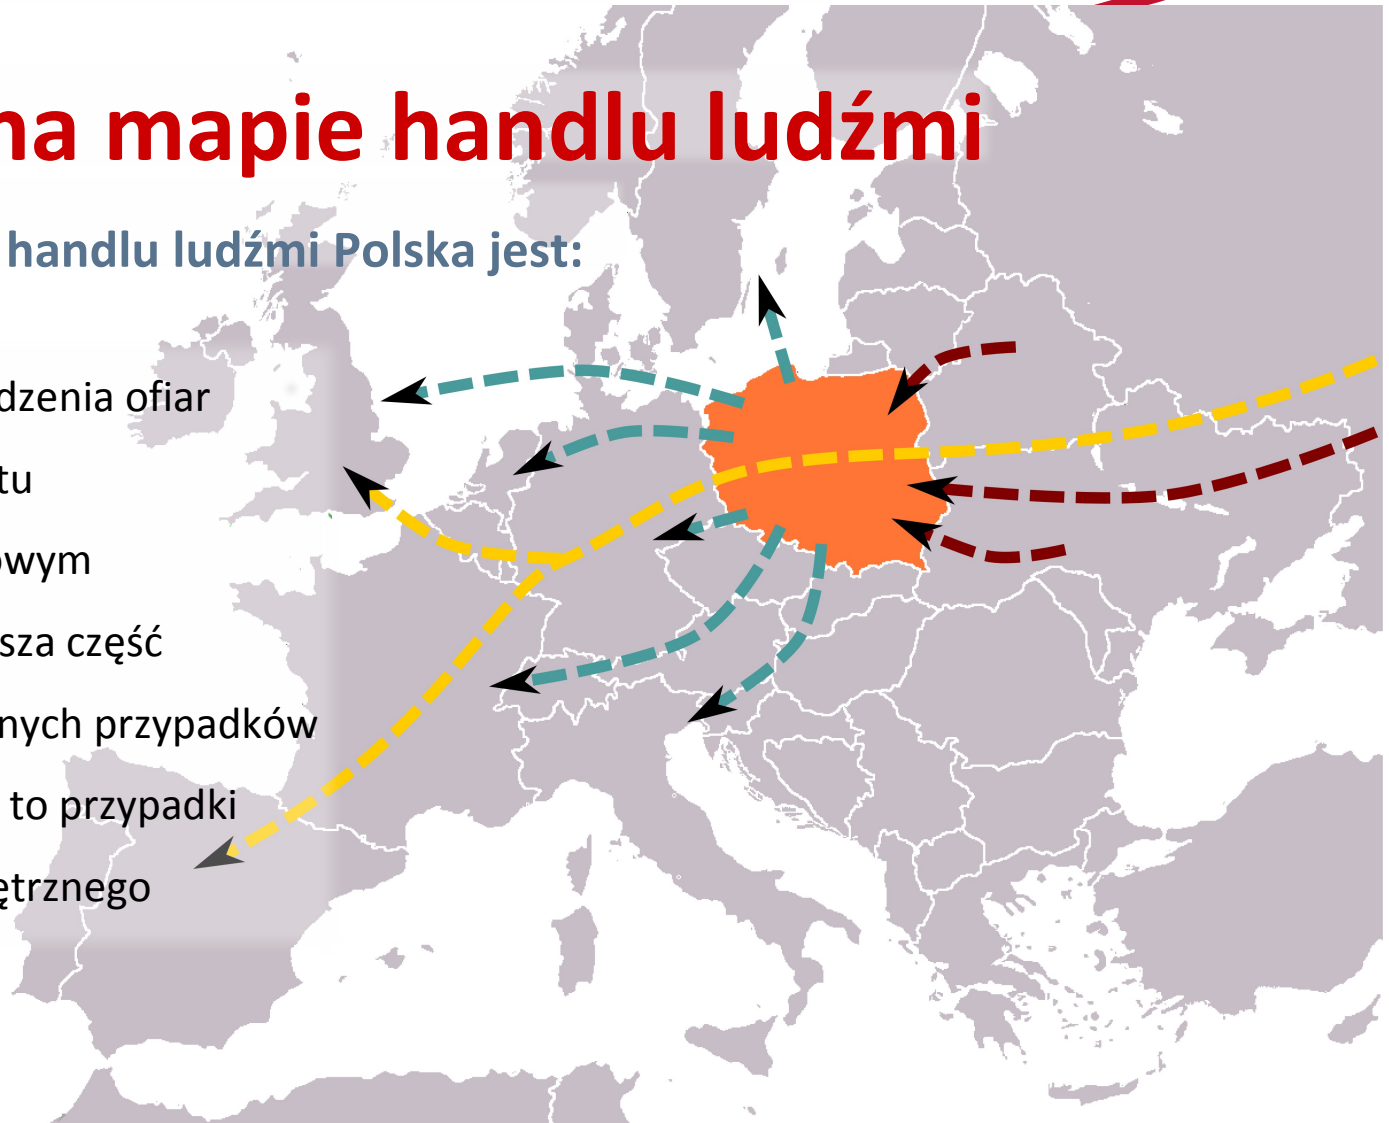 na mapie handlu ludźmi
handlu ludźmi Polska jest:
dzenia ofiar
tu
owym
sza część
nych przypadków
to przypadki
ętrznego